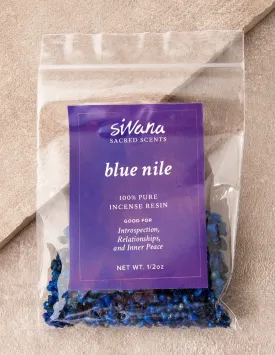 sivana
SACRED SCENTS
blue nile
100% PURE
INCENSE RESIN
GOOD FOR
Introspection,
Relationships,
and Inner Peace
NET WT. 1/2oz